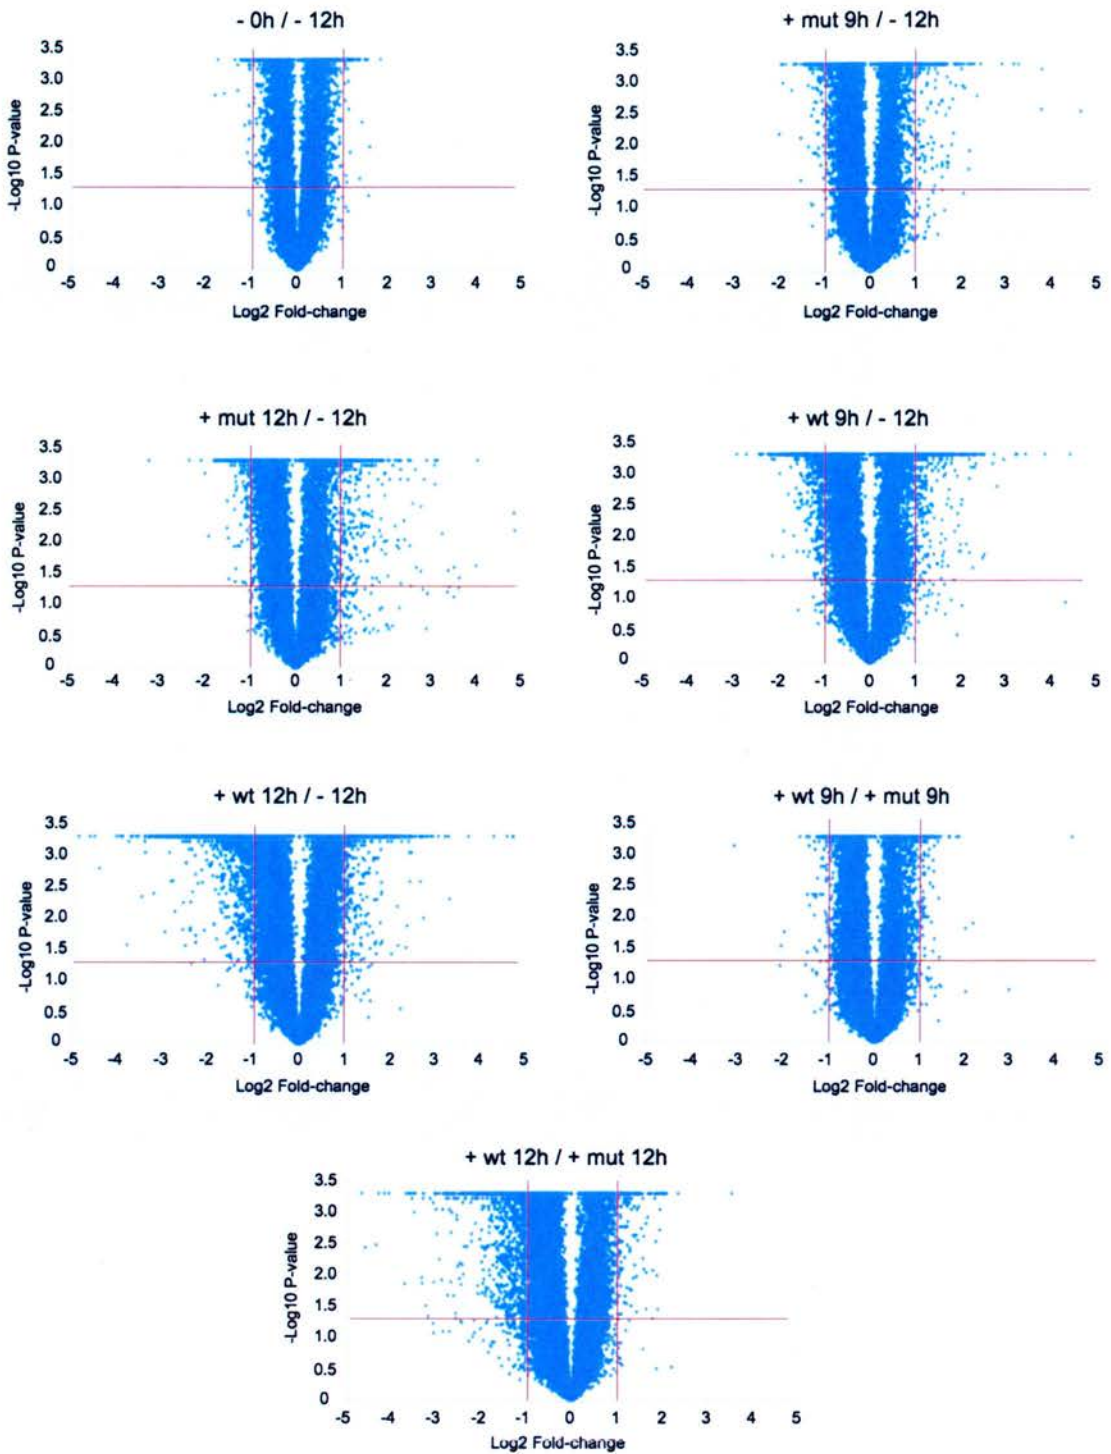 - 0h / - 12h
3.5
3.0
2.5
2.0
1.5
1.0
0.5
0
-Log10 P-value
-5 -4 -3 -2 -1 0 1 2 3 4 5
Log2 Fold-change
+ mut 9h / - 12h
3.5
3.0
2.5
2.0
1.5
1.0
0.5
0
-Log10 P-value
-5 -4 -3 -2 -1 0 1 2 3 4 5
Log2 Fold-change
+ mut 12h / - 12h
3.5
3.0
2.5
2.0
1.5
1.0
0.5
0
-Log10 P-value
-5 -4 -3 -2 -1 0 1 2 3 4 5
Log2 Fold-change
+ wt 9h / - 12h
3.5
3.0
2.5
2.0
1.5
1.0
0.5
0
-Log10 P-value
-5 -4 -3 -2 -1 0 1 2 3 4 5
Log2 Fold-change
+ wt 12h / - 12h
3.5
3.0
2.5
2.0
1.5
1.0
0.5
0
-Log10 P-value
-5 -4 -3 -2 -1 0 1 2 3 4 5
Log2 Fold-change
+ wt 9h / + mut 9h
3.5
3.0
2.5
2.0
1.5
1.0
0.5
0
-Log10 P-value
-5 -4 -3 -2 -1 0 1 2 3 4 5
Log2 Fold-change
+ wt 12h / + mut 12h
3.5
3.0
2.5
2.0
1.5
1.0
0.5
0
-Log10 P-value
-5 -4 -3 -2 -1 0 1 2 3 4 5
Log2 Fold-change